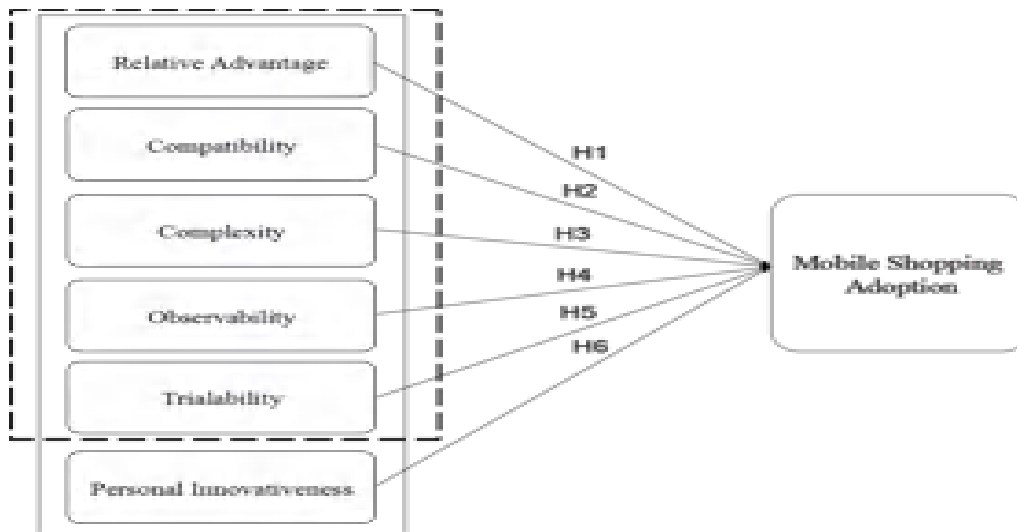 Relative Advantage
Compatibility
Complexity
Observability
Trialability
Personal Innovativeness
H1
H2
H3
H4
H5
H6
Mobile Shopping
Adoption